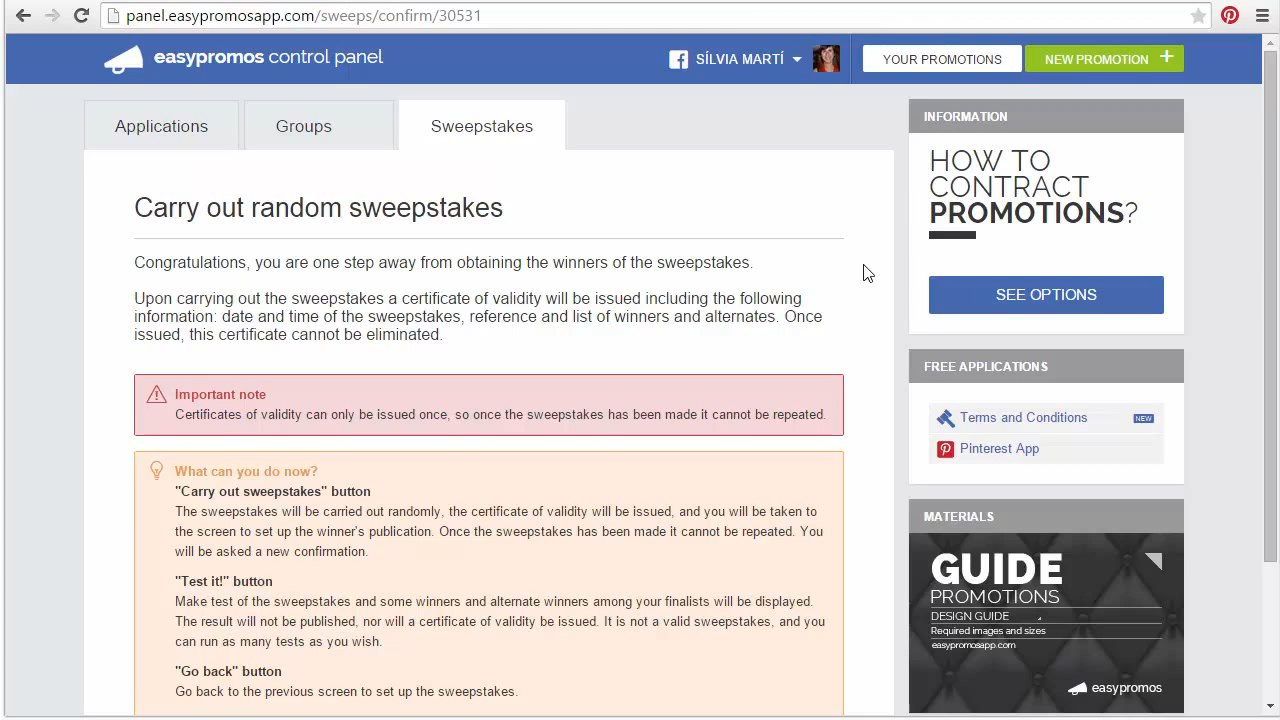 panel.easypromosapp.com/sweeps/confirm/30531
easypromos control panel
SÍLVIA MARTÍ
YOUR PROMOTIONS
NEW PROMOTION +
Applications
Groups
Sweepstakes
Carry out random sweepstakes
Congratulations, you are one step away from obtaining the winners of the sweepstakes.
Upon carrying out the sweepstakes a certificate of validity will be issued including the following
information: date and time of the sweepstakes, reference and list of winners and alternates. Once
issued, this certificate cannot be eliminated.
Important note
Certificates of validity can only be issued once, so once the sweepstakes has been made it cannot be repeated.
What can you do now?
"Carry out sweepstakes" button
The sweepstakes will be carried out randomly, the certificate of validity will be issued, and you will be taken to
the screen to set up the winner's publication. Once the sweepstakes has been made it cannot be repeated. You
will be asked a new confirmation.
"Test it!" button
Make test of the sweepstakes and some winners and alternate winners among your finalists will be displayed.
The result will not be published, nor will a certificate of validity be issued. It is not a valid sweepstakes, and you
can run as many tests as you wish.
"Go back" button
Go back to the previous screen to set up the sweepstakes.
INFORMATION
HOW TO
CONTRACT
PROMOTIONS?
SEE OPTIONS
FREE APPLICATIONS
Terms and Conditions
NEW
Pinterest App
MATERIALS
GUIDE
PROMOTIONS
DESIGN GUIDE
Required images and sizes
easypromosapp.com
easypromos